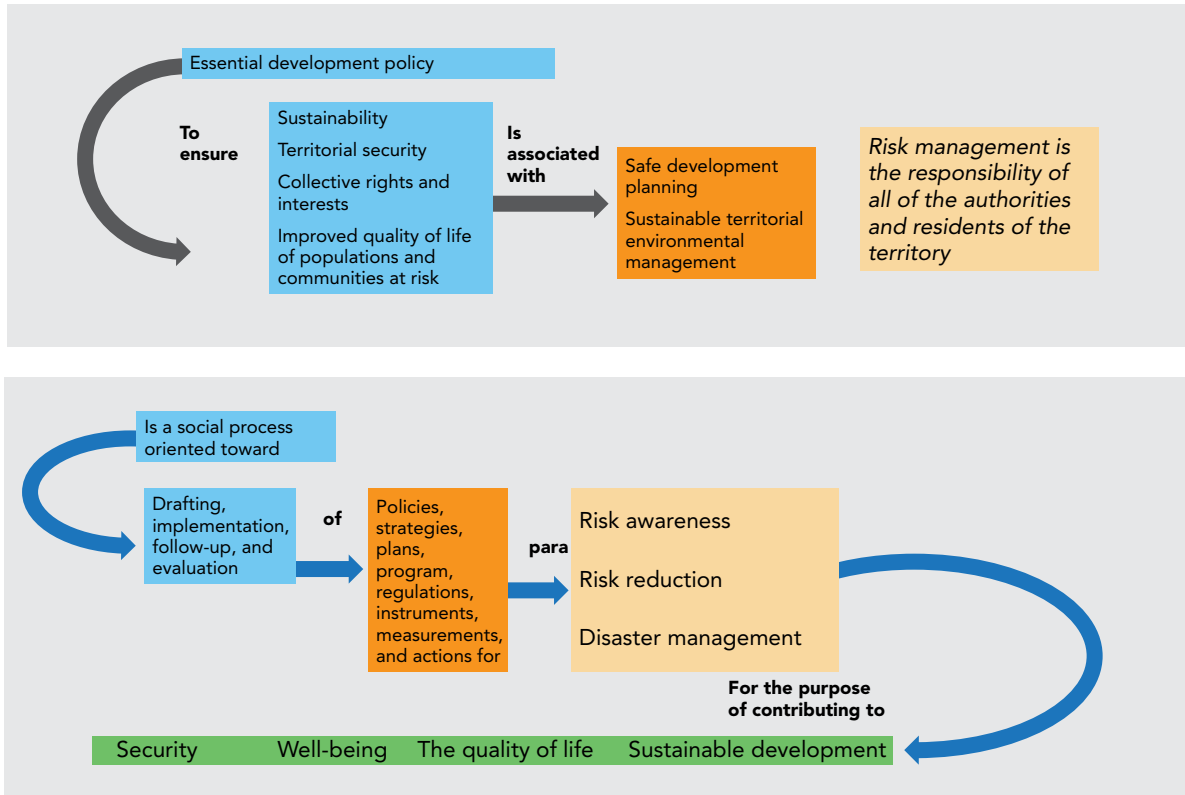 Essential development policy
To
ensure
Sustainability
Territorial security
Collective rights and
interests
Improved quality of life
of populations and
communities at risk
Is
associated
with
Safe development
planning
Sustainable territorial
environmental
management
Risk management is
the responsibility of
all of the authorities
and residents of the
territory
Is a social process
oriented toward
Drafting,
implementation,
follow-up, and
evaluation
of
Policies,
strategies,
plans,
program,
regulations,
instruments,
measurements,
and actions for
para
Risk awareness
Risk reduction
Disaster management
For the purpose
of contributing to
Security Well-being The quality of life Sustainable development